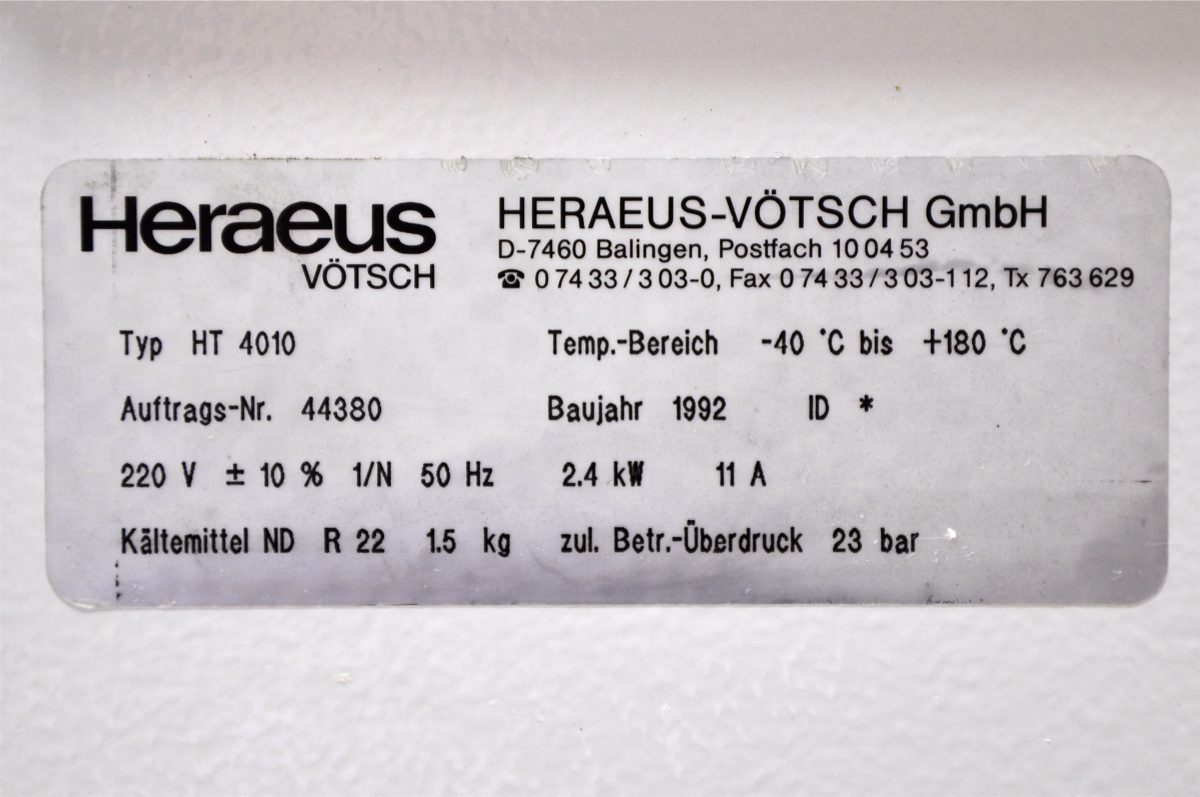 Heraeus
VÖTSCH
HERAEUS-VÖTSCH GmbH
D-7460 Balingen, Postfach 10 04 53
☎ 0 74 33 / 3 03-0, Fax 0 74 33 / 3 03-112, Tx 763 629
Typ HT 4010 Temp.-Bereich -40 °C bis +180 °C
Auftrags-Nr. 44380 Baujahr 1992 ID *
220 V ± 10 % 1/N 50 Hz 2.4 kW 11 A
Kältemittel ND R 22 1.5 kg zul. Betr.-Überdruck 23 bar